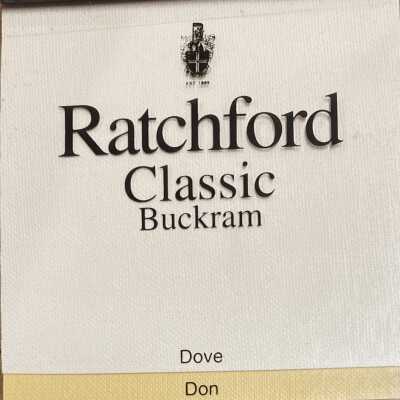 Ratchford
Classic
Buckram
Dove
Don